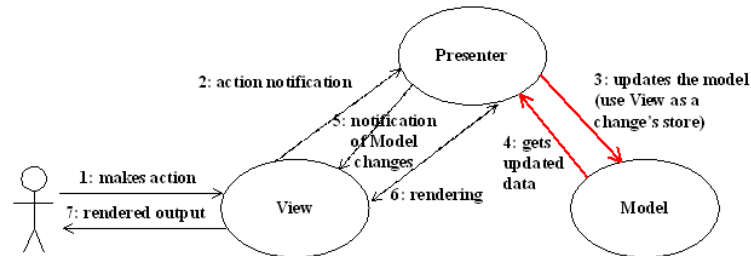 Presenter
2: action notification
3: updates the model
(use View as a
change's store)
5: notification
of Model
changes
4: gets
updated
data
1: makes action
6: rendering
View
Model
7: rendered output